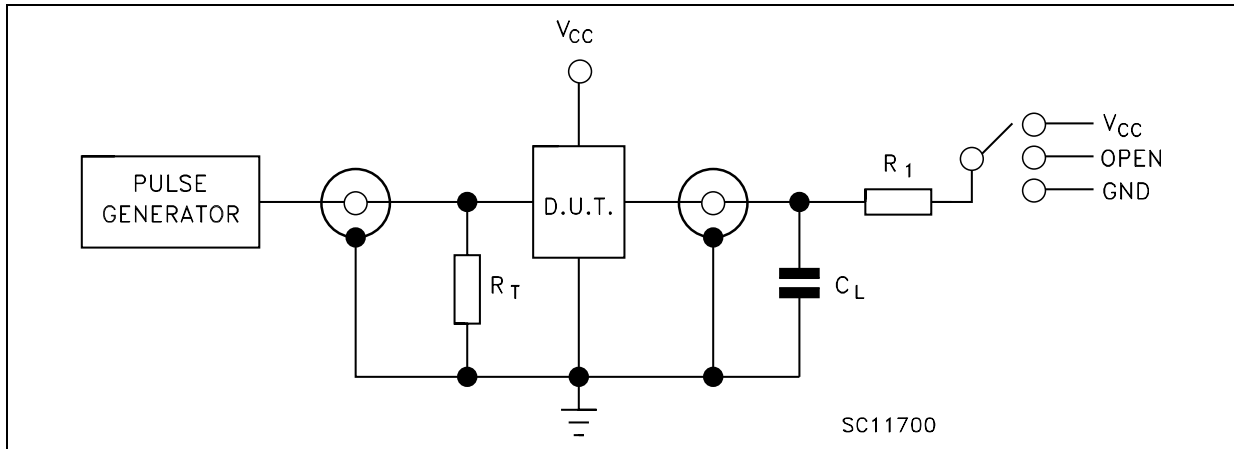 VCC
PULSE
GENERATOR
D.U.T.
RT
CL
R1
VCC
OPEN
GND
SC11700